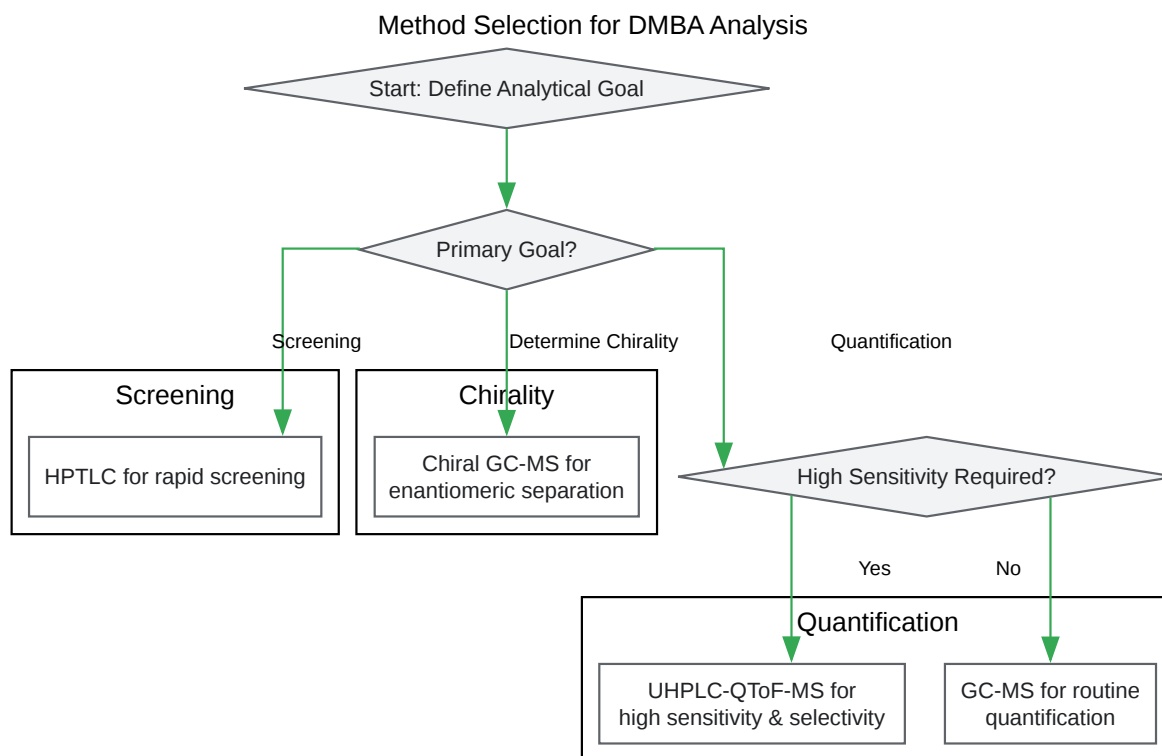 Method Selection for DMBA Analysis
Start: Define Analytical Goal
Primary Goal?
Screening
Determine Chirality
Quantification
Screening
Chirality
HPTLC for rapid screening
Chiral GC-MS for
enantiomeric separation
High Sensitivity Required?
Yes
No
Quantification
UHPLC-QToF-MS for
high sensitivity & selectivity
GC-MS for routine
quantification